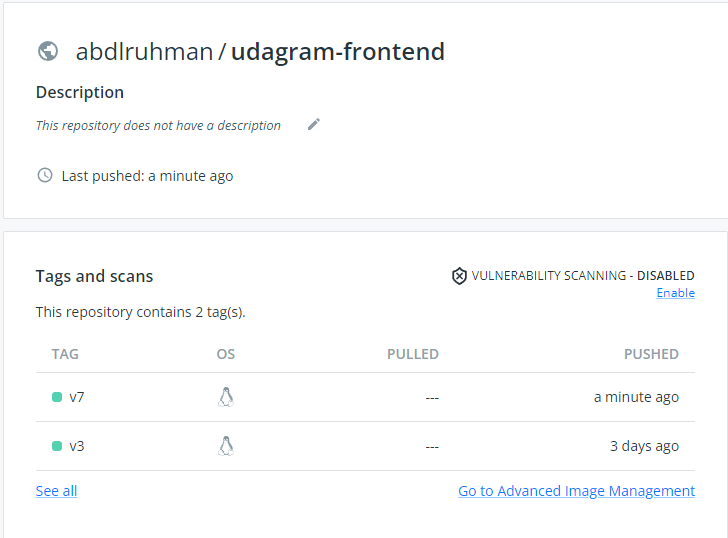 abdlruhman / udagram-frontend
Description
This repository does not have a description
Last pushed: a minute ago
Tags and scans
VULNERABILITY SCANNING - DISABLED
Enable
This repository contains 2 tag(s).
TAG OS PULLED PUSHED
v7 --- a minute ago
v3 --- 3 days ago
See all Go to Advanced Image Management